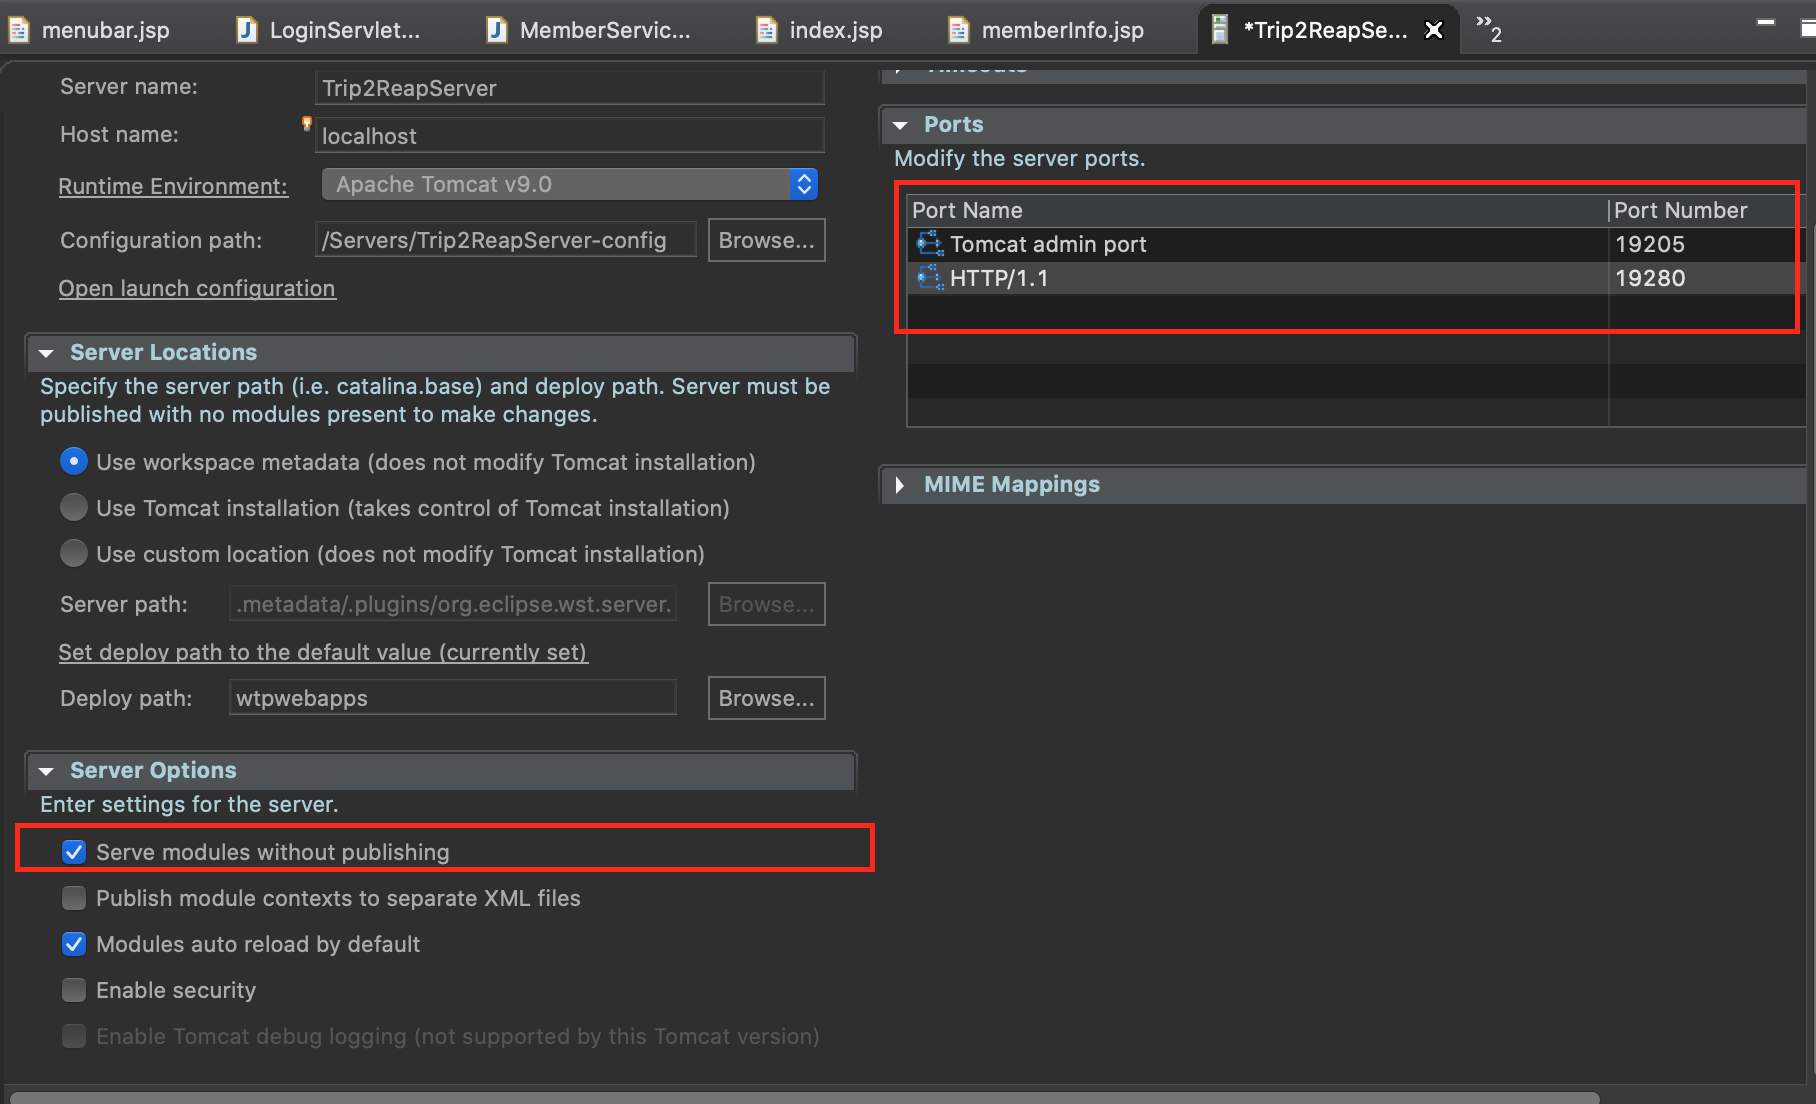 menubar.jsp
LoginServlet...
MemberServic...
index.jsp
memberInfo.jsp
*Trip2ReapSe...
»2
Server name:
Trip2ReapServer
Host name:
localhost
Runtime Environment:
Apache Tomcat v9.0
Configuration path:
/Servers/Trip2ReapServer-config
Browse...
Open launch configuration
Server Locations
Specify the server path (i.e. catalina.base) and deploy path. Server must be
published with no modules present to make changes.
Use workspace metadata (does not modify Tomcat installation)
Use Tomcat installation (takes control of Tomcat installation)
Use custom location (does not modify Tomcat installation)
Server path:
.metadata/.plugins/org.eclipse.wst.server.
Browse...
Set deploy path to the default value (currently set)
Deploy path:
wtpwebapps
Browse...
Server Options
Enter settings for the server.
Serve modules without publishing
Publish module contexts to separate XML files
Modules auto reload by default
Enable security
Enable Tomcat debug logging (not supported by this Tomcat version)
Timeouts
Ports
Modify the server ports.
Port Name
Port Number
Tomcat admin port
19205
HTTP/1.1
19280
MIME Mappings